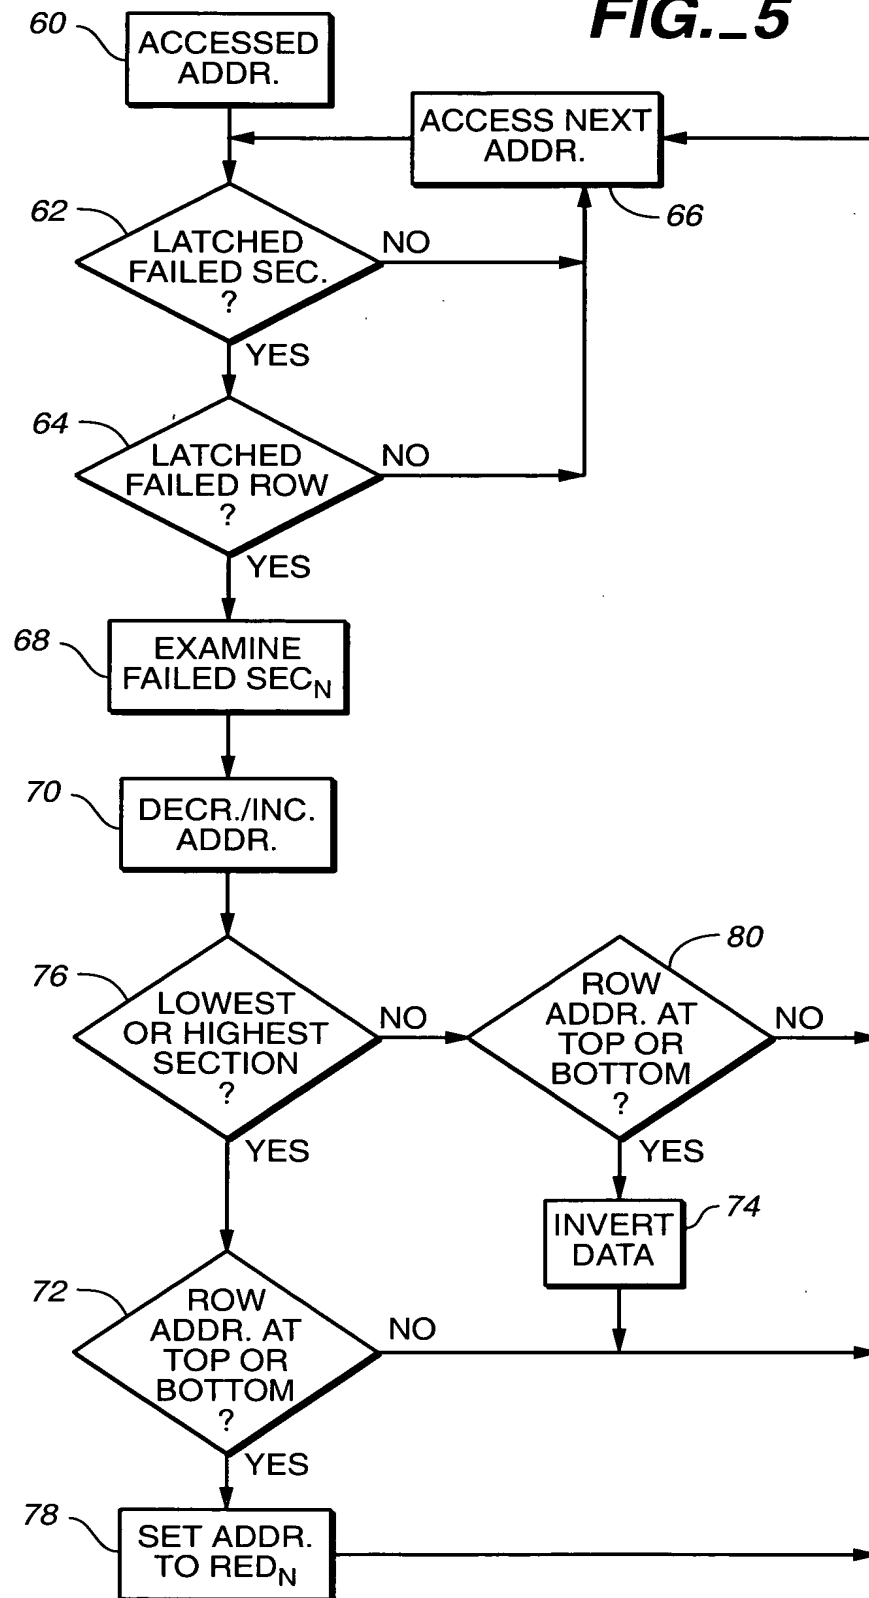 FIG._5
60
ACCESSED
ADDR.
ACCESS NEXT
ADDR.
66
62
LATCHED
FAILED SEC.
?
NO
YES
64
LATCHED
FAILED ROW
?
NO
YES
68
EXAMINE
FAILED SECN
70
DECR./INC.
ADDR.
76
LOWEST
OR HIGHEST
SECTION
?
NO
YES
80
ROW
ADDR. AT
TOP OR
BOTTOM
?
NO
YES
74
INVERT
DATA
72
ROW
ADDR. AT
TOP OR
BOTTOM
?
NO
YES
78
SET ADDR.
TO REDN